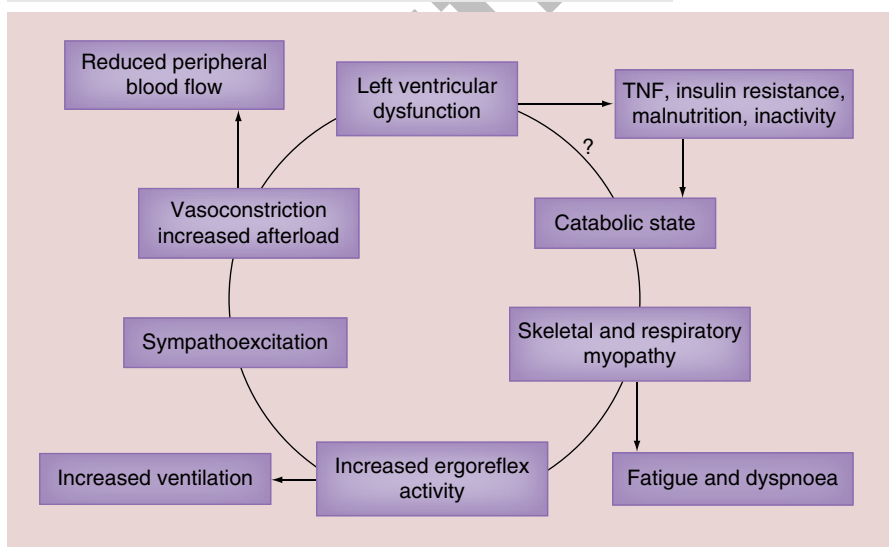 Reduced peripheral
blood flow
Left ventricular
dysfunction
TNF, insulin resistance,
malnutrition, inactivity
?
Vasoconstriction
increased afterload
Catabolic state
Sympathoexcitation
Skeletal and respiratory
myopathy
Increased ventilation
Increased ergoreflex
activity
Fatigue and dyspnoea